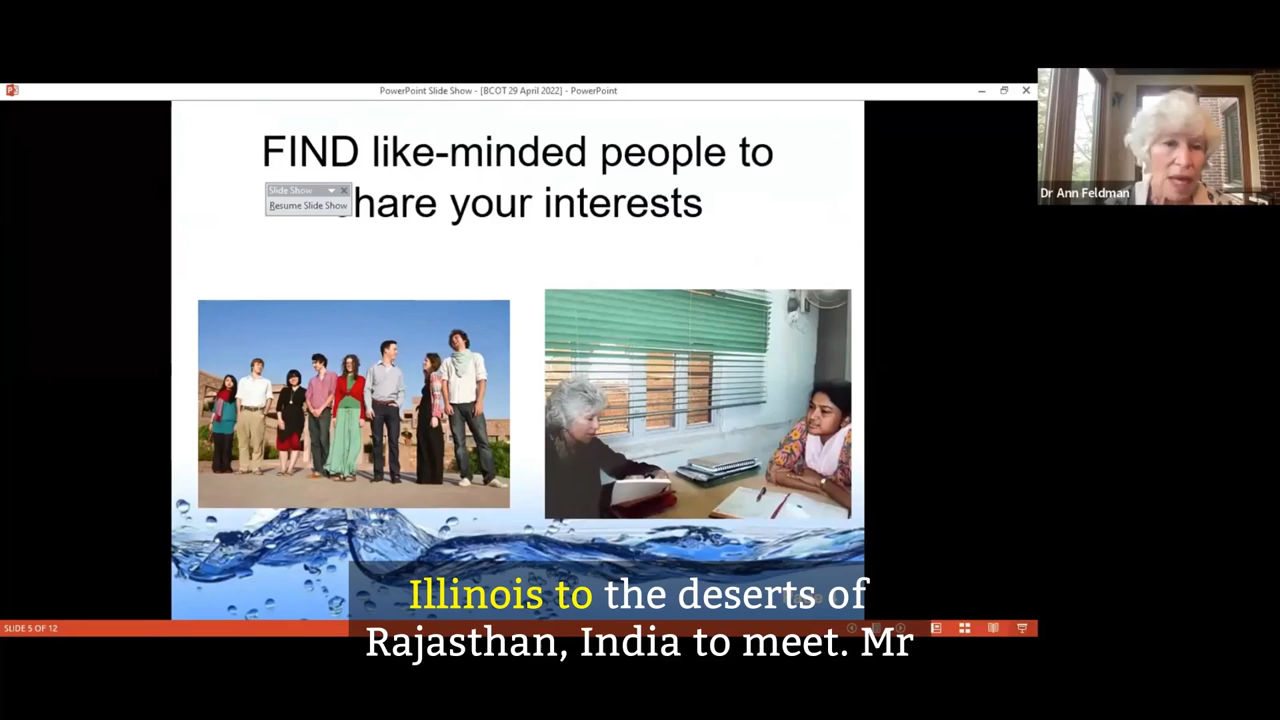 PowerPoint Slide Show - [BCOT 29 April 2022] - PowerPoint
FIND like-minded people to
Slide Show
Resume Slide Show
hare your interests
Dr Ann Feldman
Illinois to the deserts of
SLIDE 5 OF 12
Rajasthan, India to meet. Mr